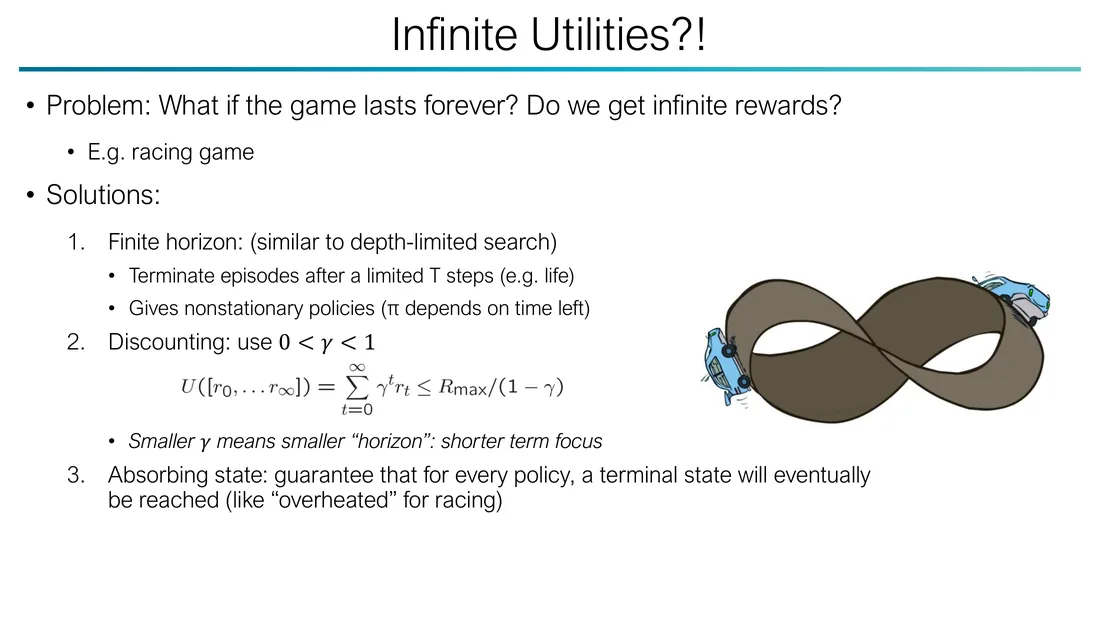 Infinite Utilities?!
• Problem: What if the game lasts forever? Do we get infinite rewards?
• E.g. racing game
• Solutions:
1. Finite horizon: (similar to depth-limited search)
• Terminate episodes after a limited T steps (e.g. life)
• Gives nonstationary policies (π depends on time left)
2. Discounting: use 0 < γ < 1
U([r₀, . . . r∞]) = ∑_{t=0}^{∞} γᵗrₜ ≤ R_max/(1 − γ)
• Smaller γ means smaller “horizon”: shorter term focus
3. Absorbing state: guarantee that for every policy, a terminal state will eventually
be reached (like “overheated” for racing)